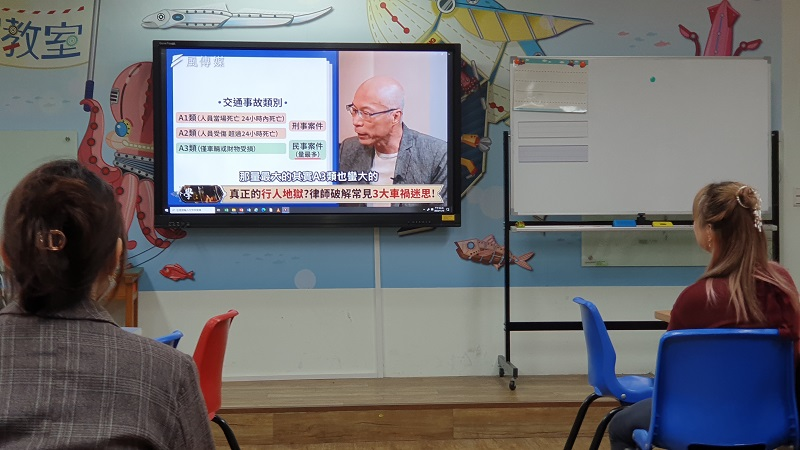 教室
風傳媒
•交通事故類別•
A1類(人員當場死亡 24小時內死亡)
A2類(人員受傷 超過24小時死亡)
刑事案件
A3類(僅車輛或財物受損)
民事案件
(量最多)
那量最大的其實A3類也蠻大的
學
真正的行人地獄?律師破解常見3大車禍迷思!